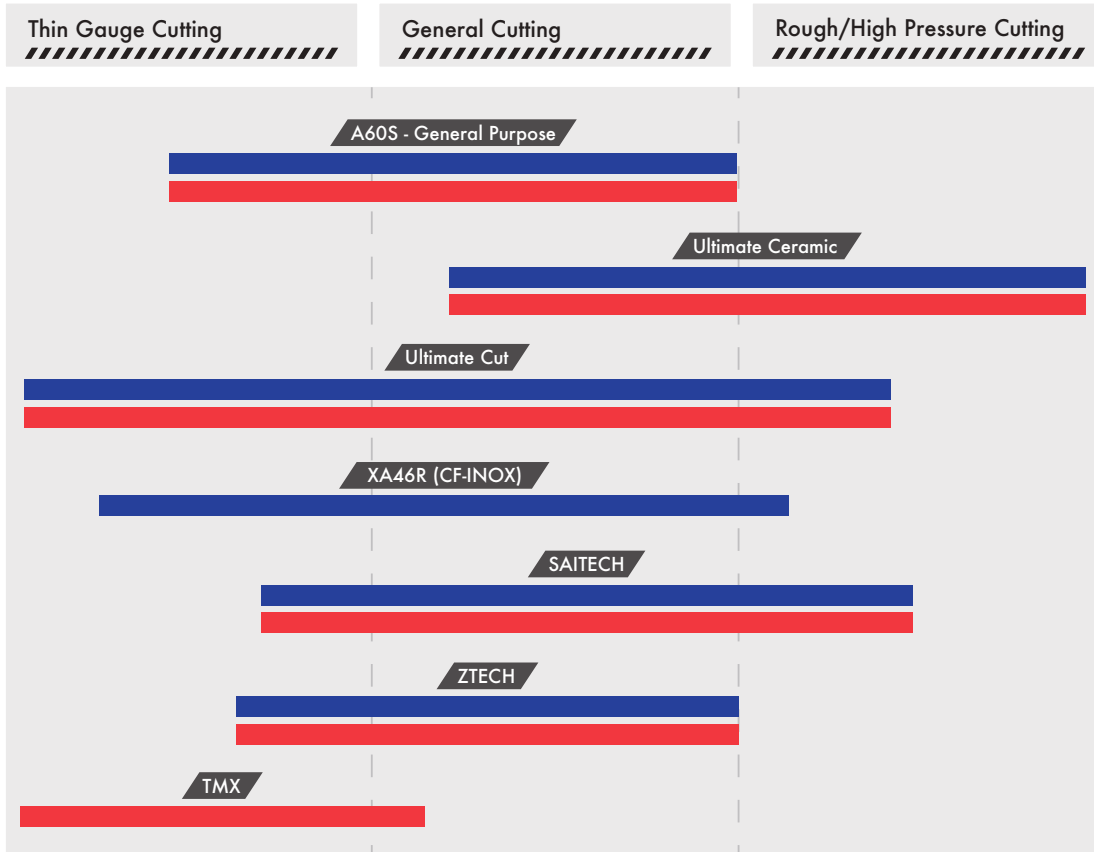 Thin Gauge Cutting
General Cutting
Rough/High Pressure Cutting
A60S - General Purpose
Ultimate Ceramic
Ultimate Cut
XA46R (CF-INOX)
SAITECH
ZTECH
TMX